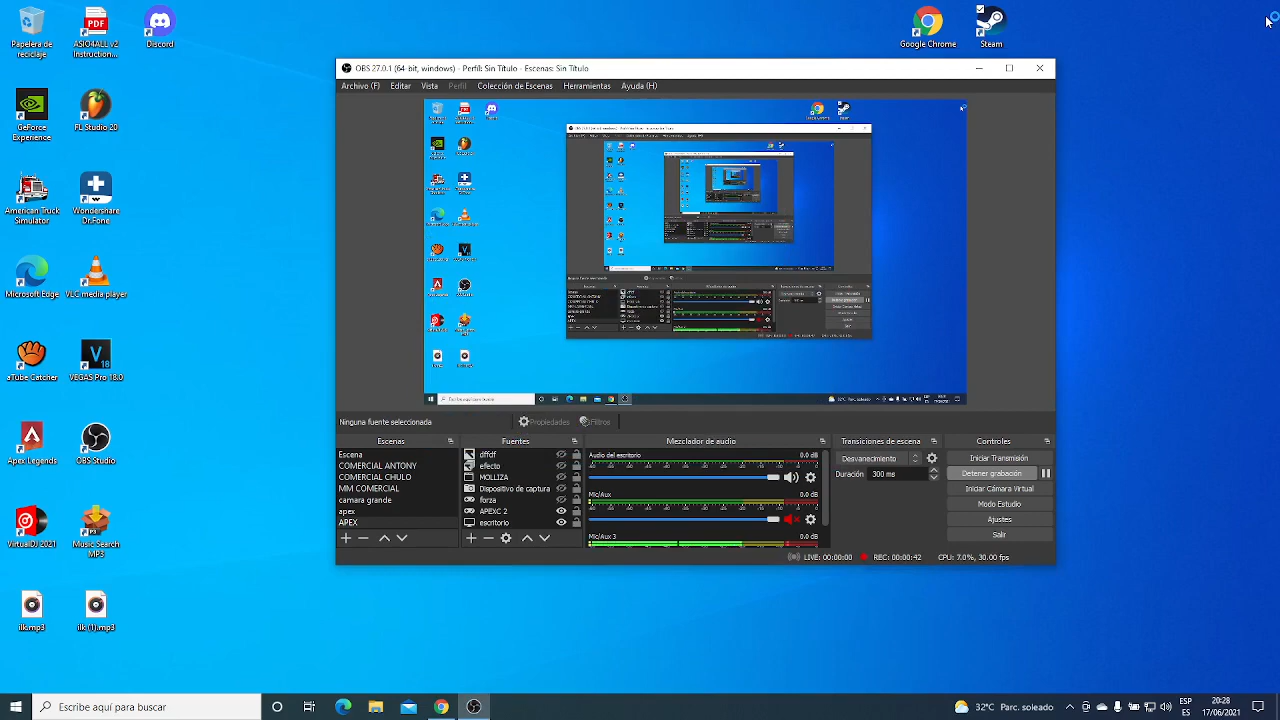 Papelera de
reciclaje
ASIO4ALL v2
Instruction...
Discord
Google Chrome
Steam
GeForce
Experience
FL Studio 20
American Truck
Simulator
Wondershare
Dr.Fone
Microsoft Edge
VLC media player
aTube Catcher
VEGAS Pro 18.0
Apex Legends
OBS Studio
VirtualDJ 2021
Music Search
MP3
ilk.mp3
ilk (1).mp3
OBS 27.0.1 (64-bit, windows) - Perfil: Sin Título - Escenas: Sin Título
Archivo (F)
Editar
Vista
Perfil
Colección de Escenas
Herramientas
Ayuda (H)
Ninguna fuente seleccionada
Propiedades
Filtros
Escenas
Escena
COMERCIAL ANTONY
COMERCIAL CHULO
MM COMERCIAL
camara grande
apex
APEX
Fuentes
dffdf
efecto
MOLLIZA
Dispositivo de captura
forza
APEXC 2
escritorio
Mezclador de audio
Audio del escritorio
0.0 dB
Mic/Aux
0.0 dB
Mic/Aux 3
0.0 dB
Transiciones de escena
Desvanecimiento
Duración
300 ms
Controles
Iniciar Transmisión
Detener grabación
Iniciar Cámara Virtual
Modo Estudio
Ajustes
Salir
LIVE: 00:00:00
REC: 00:00:42
CPU: 7.0%, 30.00 fps
Escribe aquí para buscar
32°C Parc. soleado
ESP
ES
20:28
17/06/2021